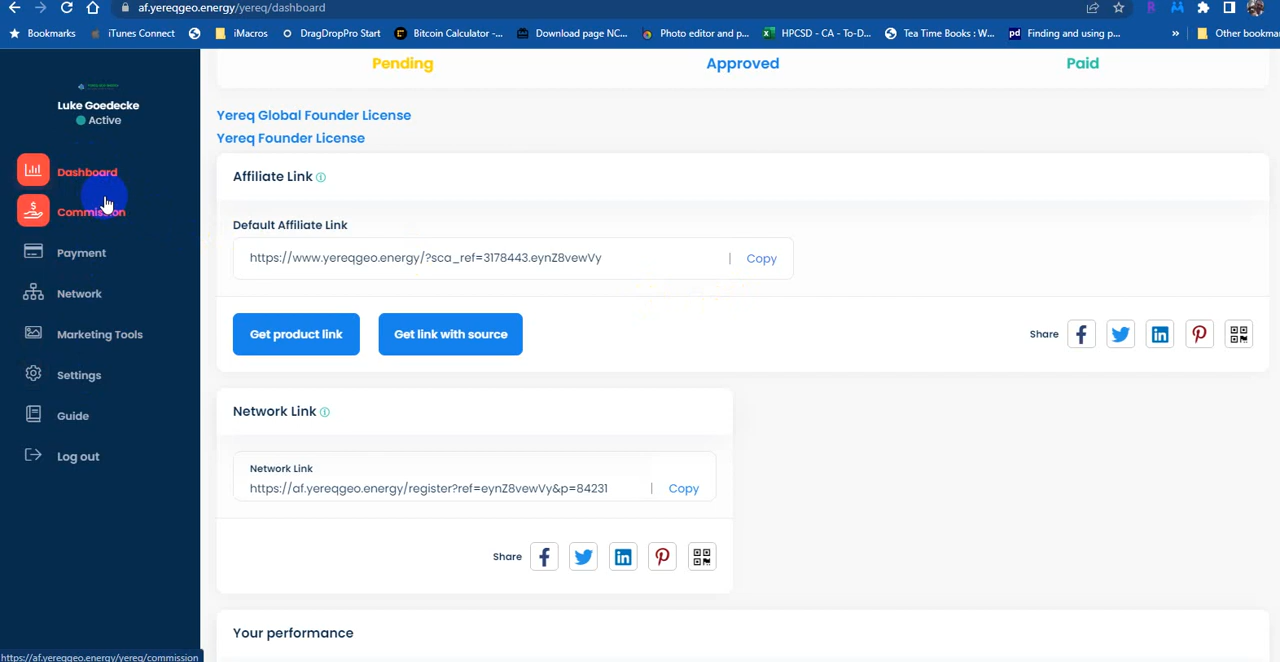 af.yereqgeo.energy/yereq/dashboard
Bookmarks iTunes Connect iMacros DragDropPro Start Bitcoin Calculator -... Download page NC... Photo editor and p... HPCSD - CA - To-D... Tea Time Books : W... pd Finding and using p... » Other bookma
Luke Goedecke
Active
Dashboard
Commission
Payment
Network
Marketing Tools
Settings
Guide
Log out
Pending Approved Paid
Yereq Global Founder License
Yereq Founder License
Affiliate Link
Default Affiliate Link
https://www.yereqgeo.energy/?sca_ref=3178443.eynZ8vewVy | Copy
Get product link Get link with source Share
Network Link
Network Link
https://af.yereqgeo.energy/register?ref=eynZ8vewVy&p=84231 | Copy
Share
Your performance
https://af.yereqgeo.energy/yereq/commission